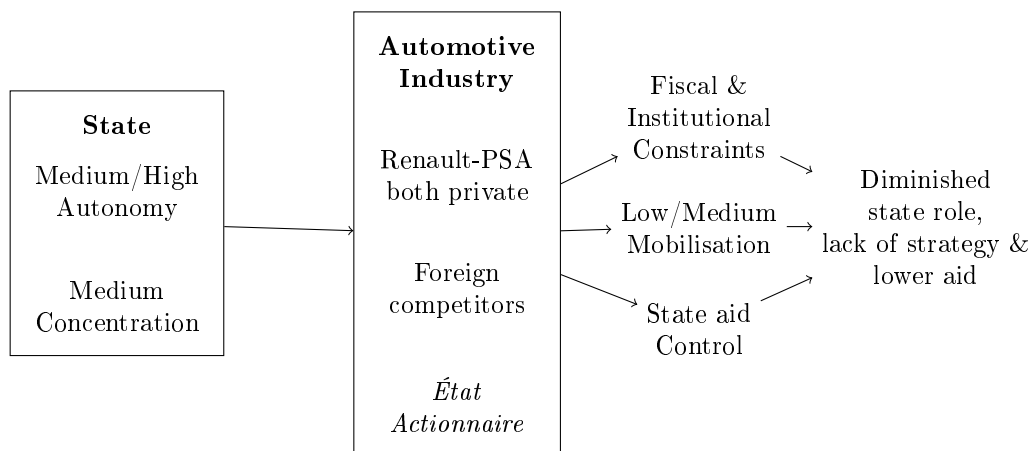 State
Medium/High
Autonomy
Medium
Concentration
Automotive
Industry
Renault-PSA
both private
Foreign
competitors
État
Actionnaire
Fiscal &
Institutional
Constraints
Low/Medium
Mobilisation
State aid
Control
Diminished
state role,
lack of strategy &
lower aid